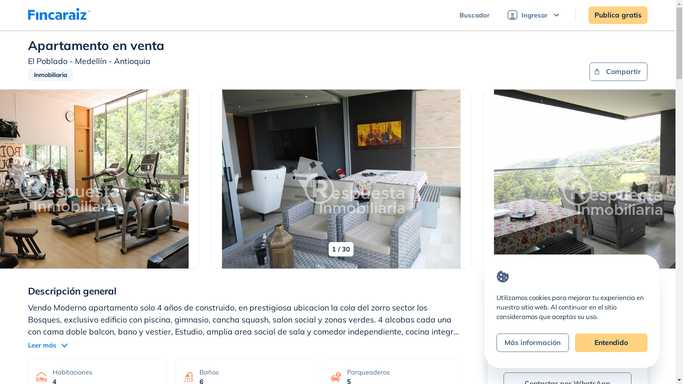 Fincaraiz
Buscador
Ingresar
Publica gratis
Apartamento en venta
El Poblado - Medellín - Antioquia
Inmobiliaria
Compartir
Respuesta
Inmobiliaria
Respuesta
Inmobiliaria
Respuesta
Inmobiliaria
1 / 30
Descripción general
Vendo Moderno apartamento solo 4 años de construido, en prestigiosa ubicacion la cola del zorro sector los
Bosques, exclusivo edificio con piscina, gimnasio, cancha squash, salon social y zonas verdes. 4 alcobas cada una
con cama doble balcon, bano y vestier, Estudio, amplia area social de sala y comedor independiente, cocina integr...
Leer más
Habitaciones
4
Baños
6
Parqueaderos
5
Utilizamos cookies para mejorar tu experiencia en
nuestro sitio web. Al continuar en el sitio
consideramos que aceptas su uso.
Más información
Entendido
Contactar por WhatsApp